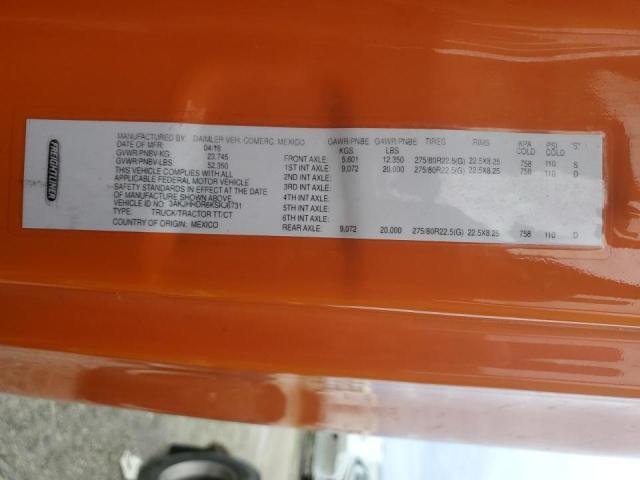 FREIGHTLINER
MANUFACTURED BY: DAIMLER VEH. COMERC. MEXICO
DATE OF MFR: 04/18
GVWR/PNBV-KG 23,745
GVWR/PNBV-LBS 52,350
THIS VEHICLE COMPLIES WITH ALL
APPLICABLE FEDERAL MOTOR VEHICLE
SAFETY STANDARDS IN EFFECT AT THE DATE
OF MANUFACTURE SHOWN ABOVE.
VEHICLE ID NO.: 3AKJHHDR6KSKJ6731
TYPE: TRUCK/TRACTOR TT/CT
COUNTRY OF ORIGIN: MEXICO
GAWR/PNBE KGS GAWR/PNBE LBS TIRES RIMS KPA COLD PSI COLD "S"
FRONT AXLE: 5,601 12,350 275/80R22.5(G) 22.5X8.25 758 110 S
1ST INT AXLE: 9,072 20,000 275/80R22.5(G) 22.5X8.25 758 110 D
2ND INT AXLE:
3RD INT AXLE:
4TH INT AXLE:
5TH INT AXLE:
6TH INT AXLE:
REAR AXLE: 9,072 20,000 275/80R22.5(G) 22.5X8.25 758 110 D